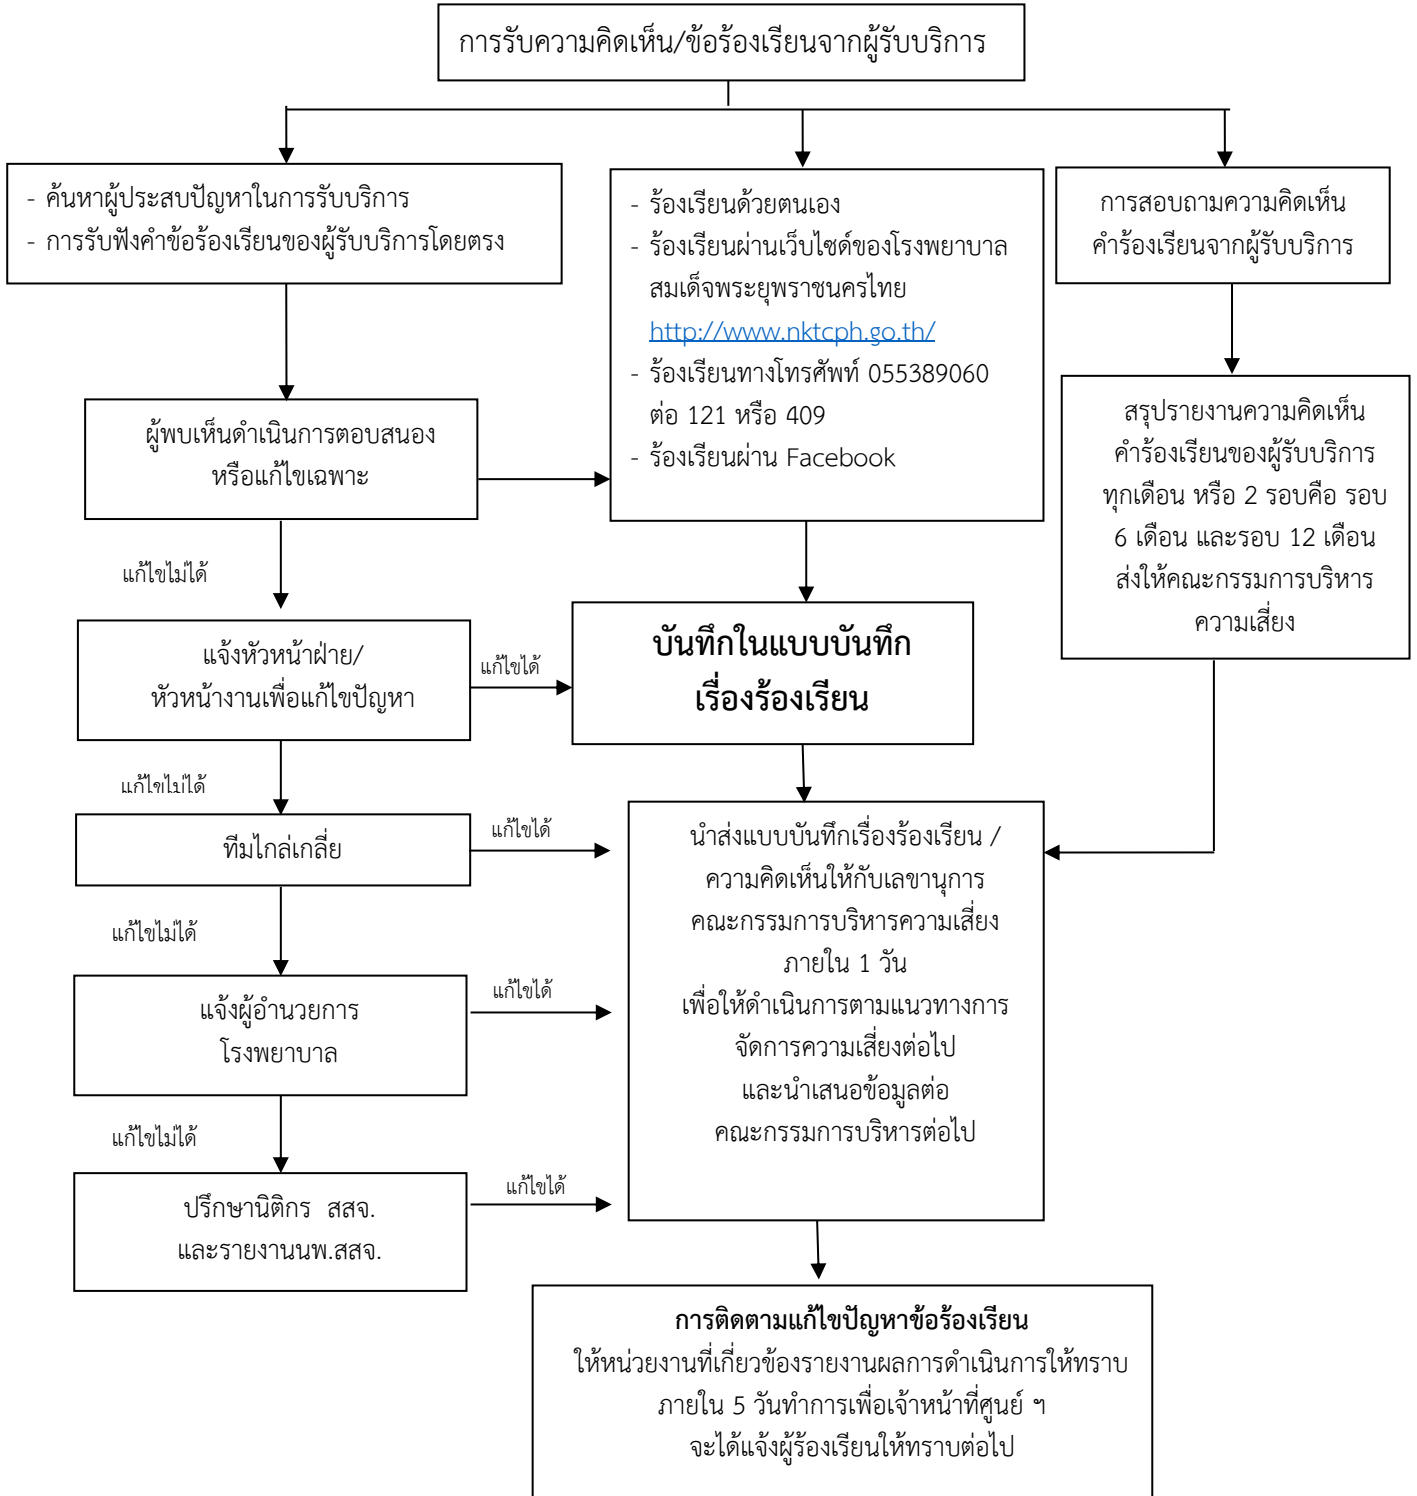 การรับความคิดเห็น/ข้อร้องเรียนจากผู้รับบริการ
- ค้นหาผู้ประสบปัญหาในการรับบริการ
- การรับฟังคำข้อร้องเรียนของผู้รับบริการโดยตรง
- ร้องเรียนด้วยตนเอง
- ร้องเรียนผ่านเว็บไซด์ของโรงพยาบาล
สมเด็จพระยุพราชนครไทย
http://www.nktcph.go.th/
- ร้องเรียนทางโทรศัพท์ 055389060
ต่อ 121 หรือ 409
- ร้องเรียนผ่าน Facebook
การสอบถามความคิดเห็น
คำร้องเรียนจากผู้รับบริการ
ผู้พบเห็นดำเนินการตอบสนอง
หรือแก้ไขเฉพาะ
สรุปรายงานความคิดเห็น
คำร้องเรียนของผู้รับบริการ
ทุกเดือน หรือ 2 รอบคือ รอบ
6 เดือน และรอบ 12 เดือน
ส่งให้คณะกรรมการบริหาร
ความเสี่ยง
แก้ไขไม่ได้
แจ้งหัวหน้าฝ่าย/
หัวหน้างานเพื่อแก้ไขปัญหา
แก้ไขได้
บันทึกในแบบบันทึก
เรื่องร้องเรียน
แก้ไขไม่ได้
ทีมไกล่เกลี่ย
แก้ไขได้
นำส่งแบบบันทึกเรื่องร้องเรียน /
ความคิดเห็นให้กับเลขานุการ
คณะกรรมการบริหารความเสี่ยง
ภายใน 1 วัน
เพื่อให้ดำเนินการตามแนวทางการ
จัดการความเสี่ยงต่อไป
และนำเสนอข้อมูลต่อ
คณะกรรมการบริหารต่อไป
แก้ไขไม่ได้
แจ้งผู้อำนวยการ
โรงพยาบาล
แก้ไขได้
แก้ไขไม่ได้
ปรึกษานิติกร สสจ.
และรายงานนพ.สสจ.
แก้ไขได้
การติดตามแก้ไขปัญหาข้อร้องเรียน
ให้หน่วยงานที่เกี่ยวข้องรายงานผลการดำเนินการให้ทราบ
ภายใน 5 วันทำการเพื่อเจ้าหน้าที่ศูนย์ ฯ
จะได้แจ้งผู้ร้องเรียนให้ทราบต่อไป